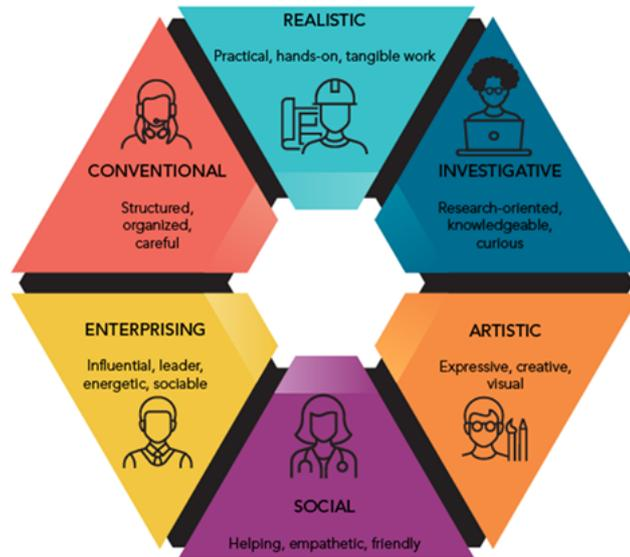 REALISTIC
Practical, hands-on, tangible work
CONVENTIONAL
Structured,
organized,
careful
INVESTIGATIVE
Research-oriented,
knowledgeable,
curious
ENTERPRISING
Influential, leader,
energetic, sociable
ARTISTIC
Expressive, creative,
visual
SOCIAL
Helping, empathetic, friendly